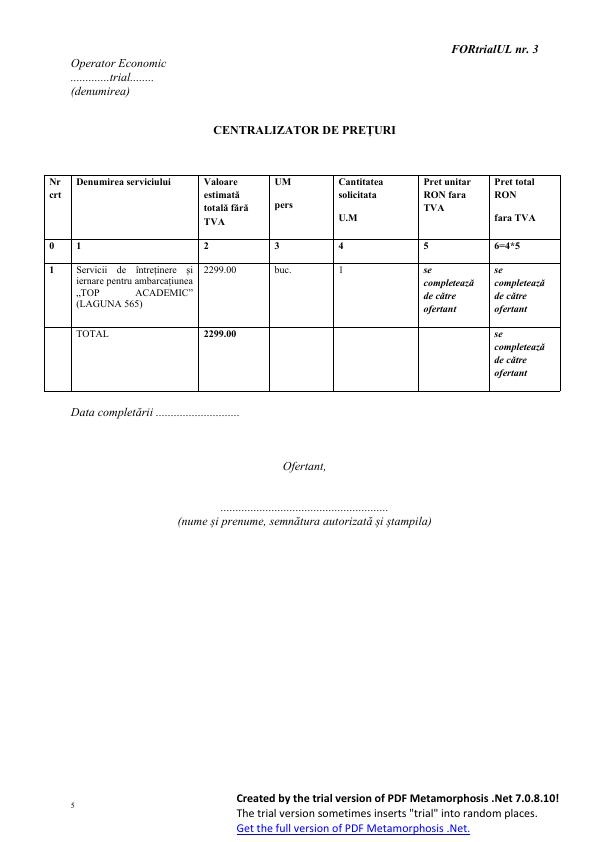 FORtrialUL nr. 3
Operator Economic
.............trial........
(denumirea)
CENTRALIZATOR DE PREȚURI
Nr crt
Denumirea serviciului
Valoare estimată totală fără TVA
UM
pers
Cantitatea solicitata
U.M
Pret unitar RON fara TVA
Pret total RON
fara TVA
0 1 2 3 4 5 6=4*5
1
Servicii de întreținere și
iernare pentru ambarcațiunea
„TOP ACADEMIC”
(LAGUNA 565)
2299.00
buc.
1
se
completează
de către
ofertant
se
completează
de către
ofertant
TOTAL
2299.00
se
completează
de către
ofertant
Data completării ............................
Ofertant,
........................................................
(nume și prenume, semnătura autorizată și ștampila)
5
Created by the trial version of PDF Metamorphosis .Net 7.0.8.10!
The trial version sometimes inserts "trial" into random places.
Get the full version of PDF Metamorphosis .Net.